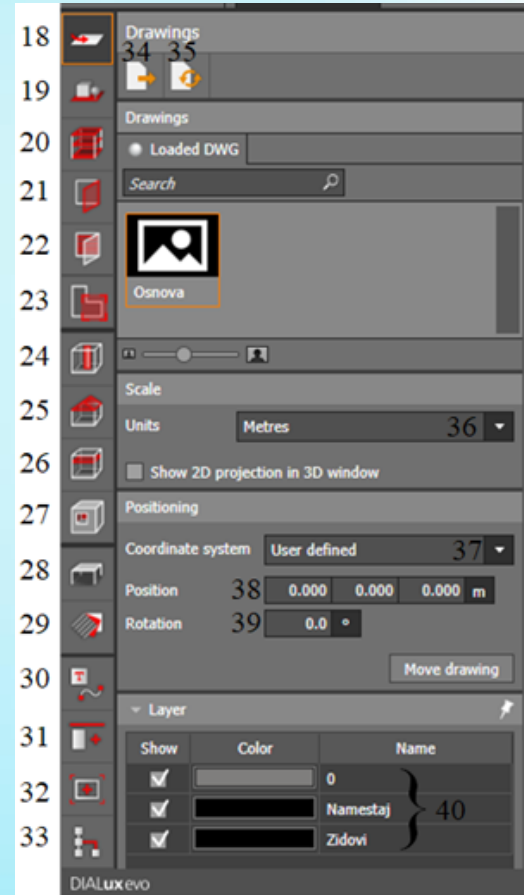 18
Drawings
34 35
19
20
Drawings
Loaded DWG
21
Search
22
23
Osnova
24
Scale
25
Units Metres 36
26
Show 2D projection in 3D window
27
Positioning
Coordinate system User defined 37
28
Position 38 0.000 0.000 0.000 m
29
Rotation 39 0.0 °
30
Move drawing
Layer
31
Show Color Name
0
32
Namestaj 40
33
Zidovi
DIALux evo